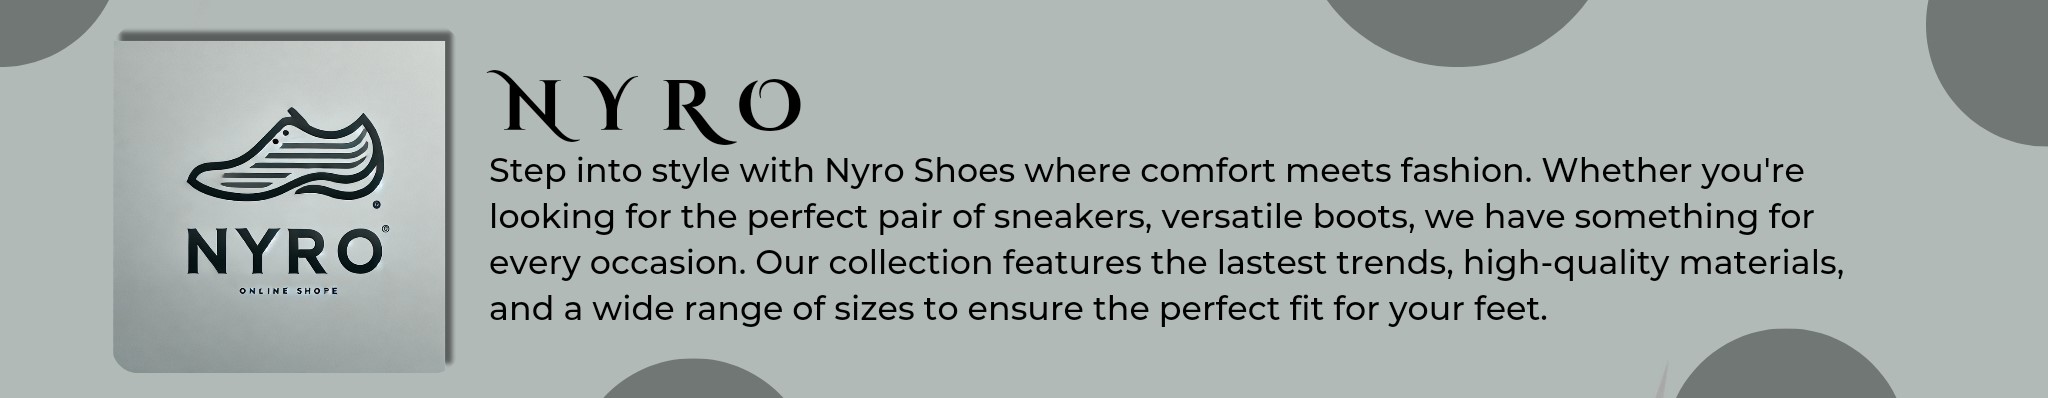 NYRO
ONLINE SHOPE
NYRO
Step into style with Nyro Shoes where comfort meets fashion. Whether you're
looking for the perfect pair of sneakers, versatile boots, we have something for
every occasion. Our collection features the lastest trends, high-quality materials,
and a wide range of sizes to ensure the perfect fit for your feet.